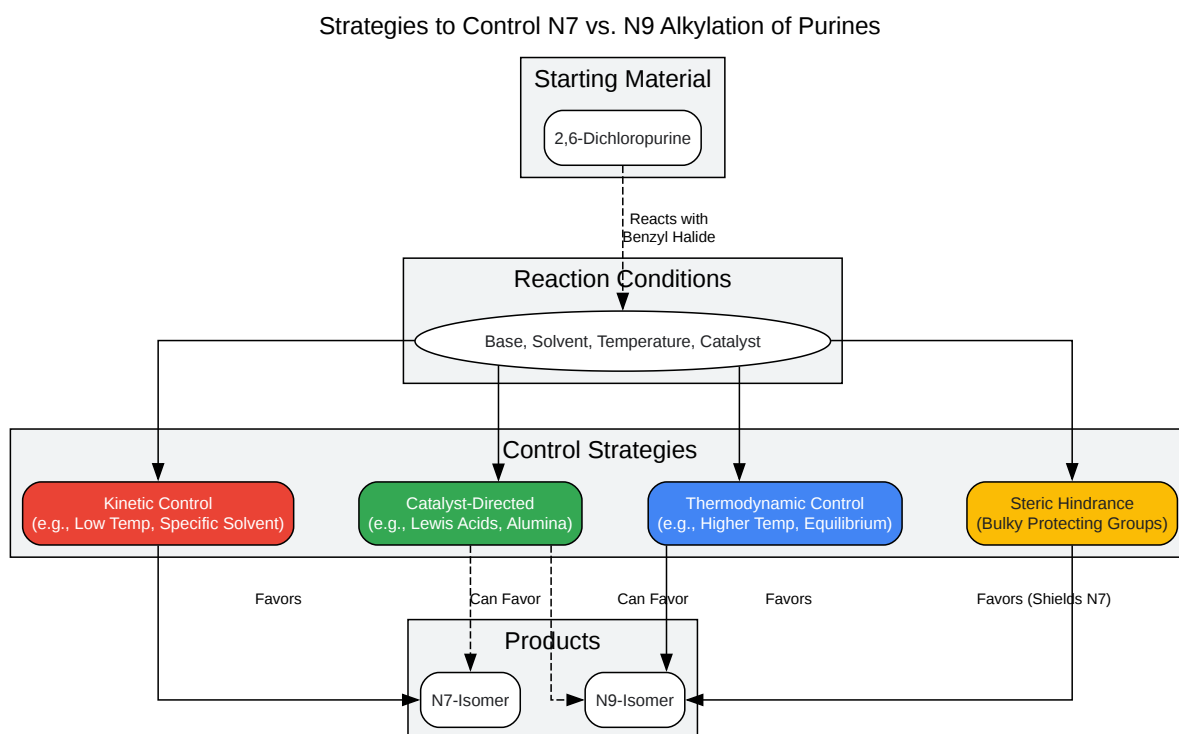 Strategies to Control N7 vs. N9 Alkylation of Purines
Starting Material
2,6-Dichloropurine
Reacts with
Benzyl Halide
Reaction Conditions
Base, Solvent, Temperature, Catalyst
Control Strategies
Kinetic Control
(e.g., Low Temp, Specific Solvent)
Catalyst-Directed
(e.g., Lewis Acids, Alumina)
Thermodynamic Control
(e.g., Higher Temp, Equilibrium)
Steric Hindrance
(Bulky Protecting Groups)
Favors
Can Favor
Can Favor
Favors
Favors (Shields N7)
Products
N7-Isomer
N9-Isomer